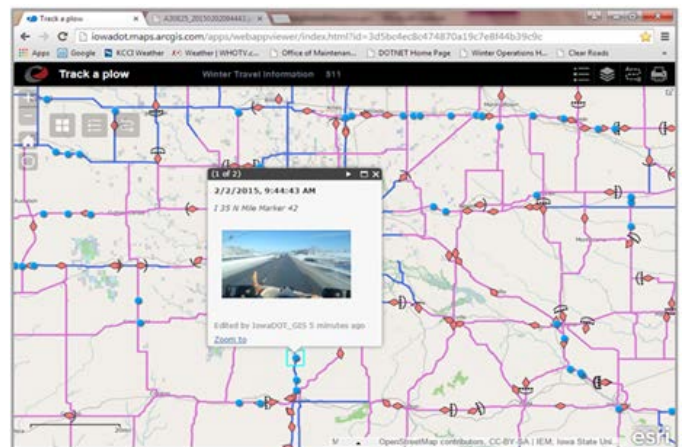 Track a plow
A30825_20150202084443.j
iowadot.maps.arcgis.com/apps/webappviewer/index.html?id=3d5bc4ec8c474870a19c7e8f44b39c9c
Apps Google KCCI Weather Weather | WHOTV.c... Office of Maintenan... DOTNET Home Page Winter Operations H... Clear Roads
Track a plow Winter Travel Information 511
(1 of 2)
2/2/2015, 9:44:43 AM
I 35 N Mile Marker 42
Edited by IowaDOT_GIS 5 minutes ago
Zoom to
OpenStreetMap contributors, CC-BY-SA | IEM, Iowa State Uni
esri